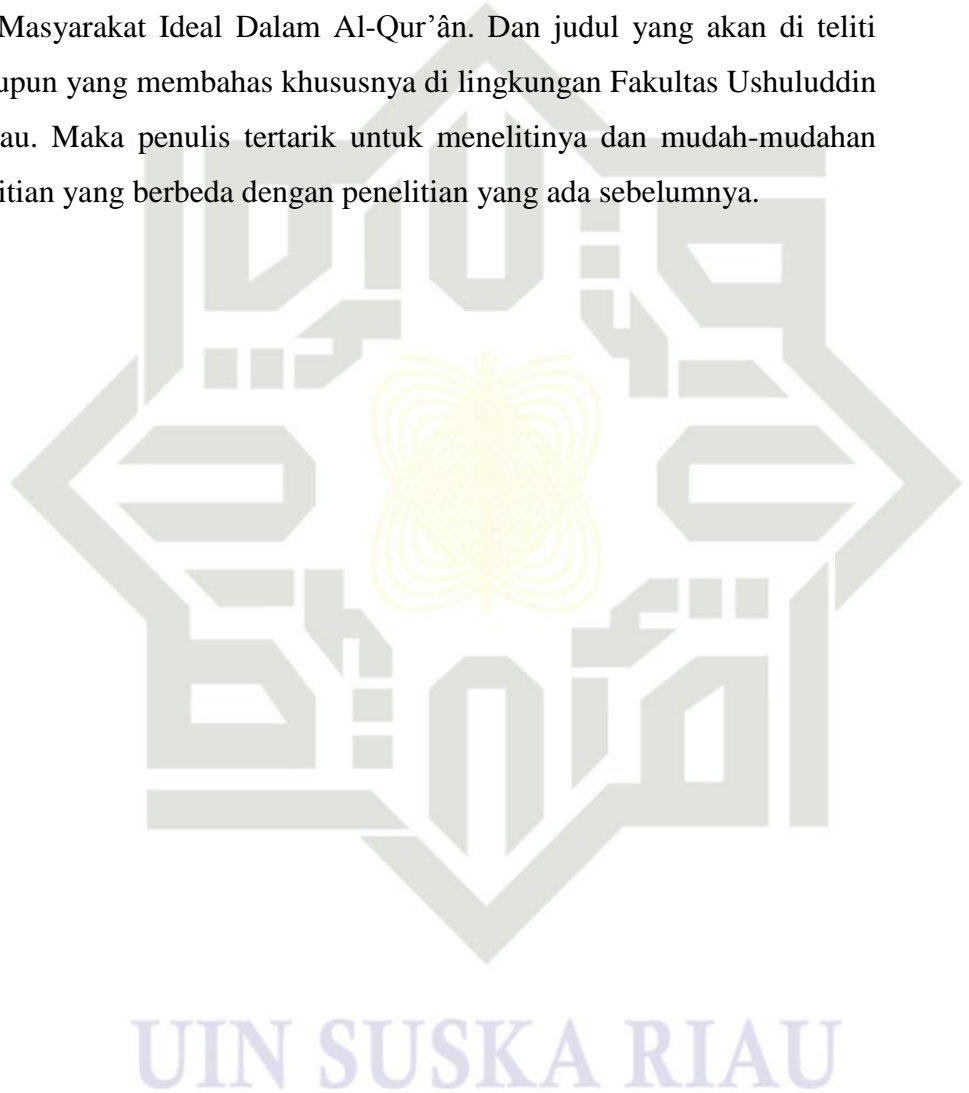 Masyarakat Ideal Dalam Al-Qur’ân. Dan judul yang akan di teliti
upun yang membahas khususnya di lingkungan Fakultas Ushuluddin
au. Maka penulis tertarik untuk menelitinya dan mudah-mudahan
itian yang berbeda dengan penelitian yang ada sebelumnya.
UIN SUSKA RIAU